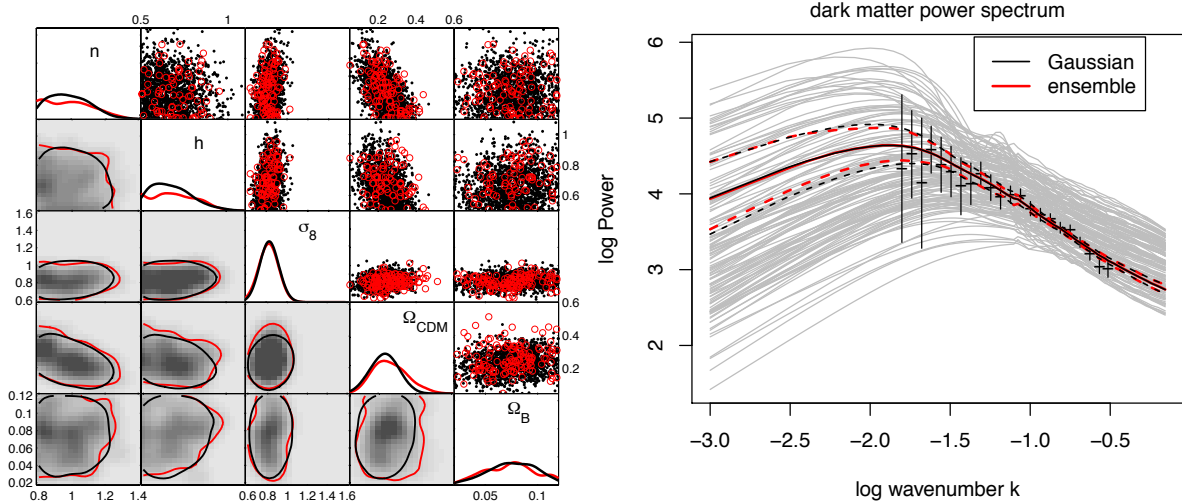 dark matter power spectrum
0.5 1 0.2 0.4 0.6
n
h
1
0.8
0.6
1.6
1.4
1.2
1
0.8
0.6
σ8
0.6
ΩCDM
0.4
0.2
0.12
0.1
0.08
0.06
0.04
0.02
ΩB
0.8 1 1.2 1.4 0.6 0.8 1 1.2 1.4 1.6 0.05 0.1
Gaussian
ensemble
log Power
6
5
4
3
2
−3.0 −2.5 −2.0 −1.5 −1.0 −0.5
log wavenumber k